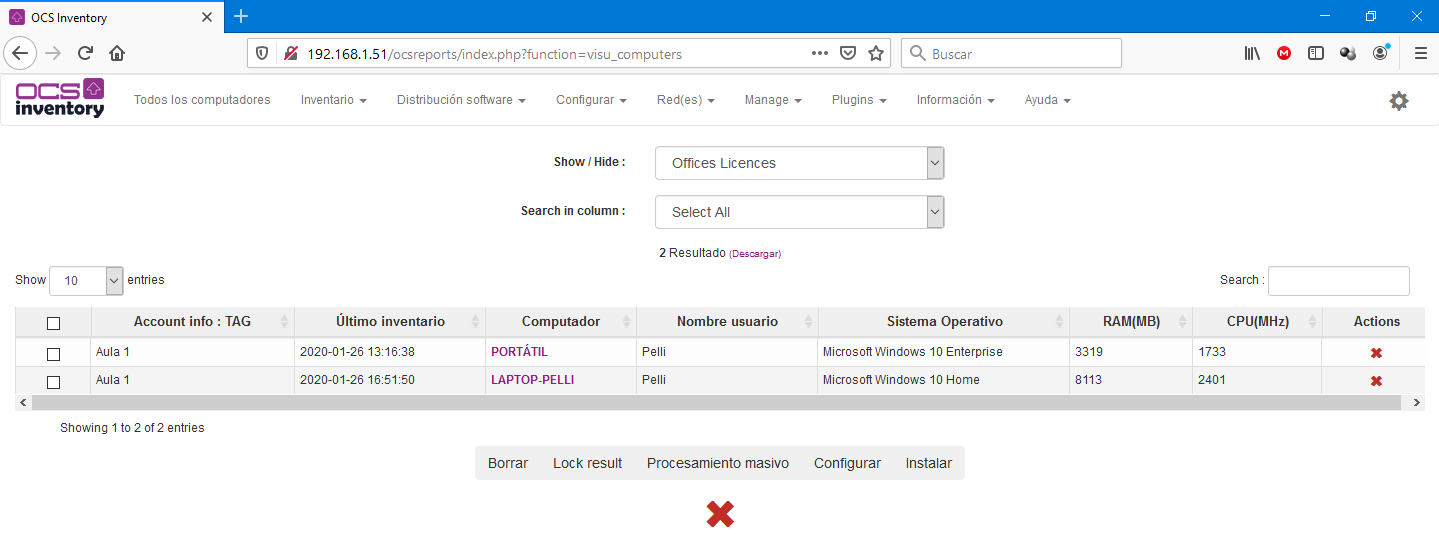 OCS Inventory
192.168.1.51/ocsreports/index.php?function=visu_computers
Buscar
OCS inventory
Todos los computadores Inventario Distribución software Configurar Red(es) Manage Plugins Información Ayuda
Show / Hide : Offices Licences
Search in column : Select All
2 Resultado (Descargar)
Show 10 entries Search :
Account info : TAG Último inventario Computador Nombre usuario Sistema Operativo RAM(MB) CPU(MHz) Actions
Aula 1 2020-01-26 13:16:38 PORTÁTIL Pelli Microsoft Windows 10 Enterprise 3319 1733
Aula 1 2020-01-26 16:51:50 LAPTOP-PELLI Pelli Microsoft Windows 10 Home 8113 2401
Showing 1 to 2 of 2 entries
Borrar Lock result Procesamiento masivo Configurar Instalar